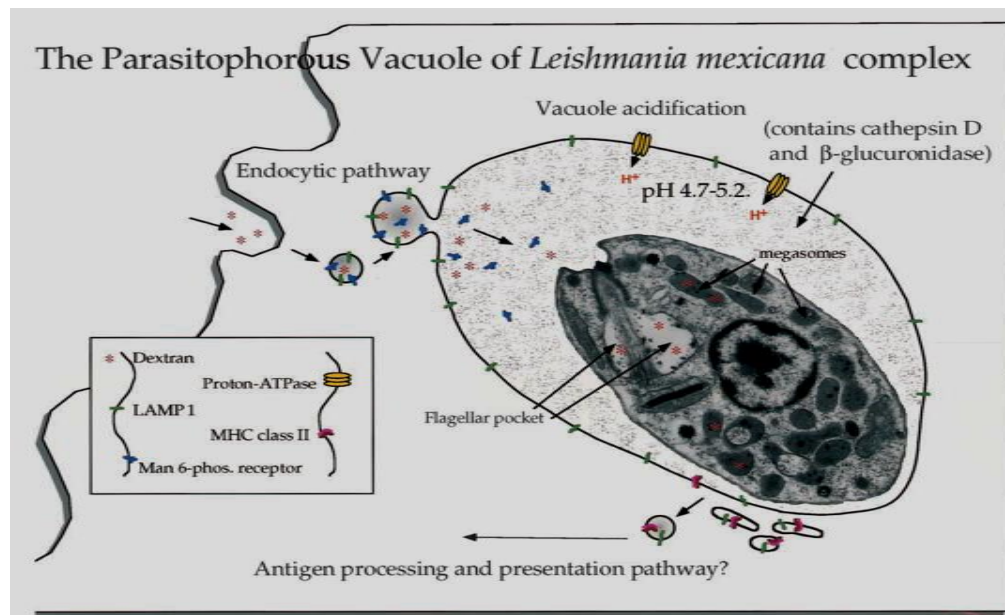 The Parasitophorous Vacuole of Leishmania mexicana complex
Vacuole acidification
(contains cathepsin D
and β-glucuronidase)
Endocytic pathway
H+
pH 4.7-5.2.
H+
megasomes
Dextran
Proton-ATPase
LAMP 1
MHC class II
Man 6-phos. receptor
Flagellar pocket
Antigen processing and presentation pathway?